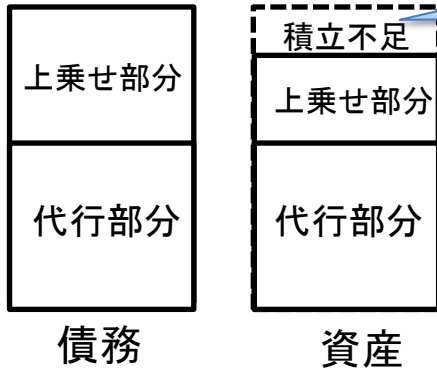 上乗せ部分
代行部分
債務
積立不足
上乗せ部分
代行部分
資産